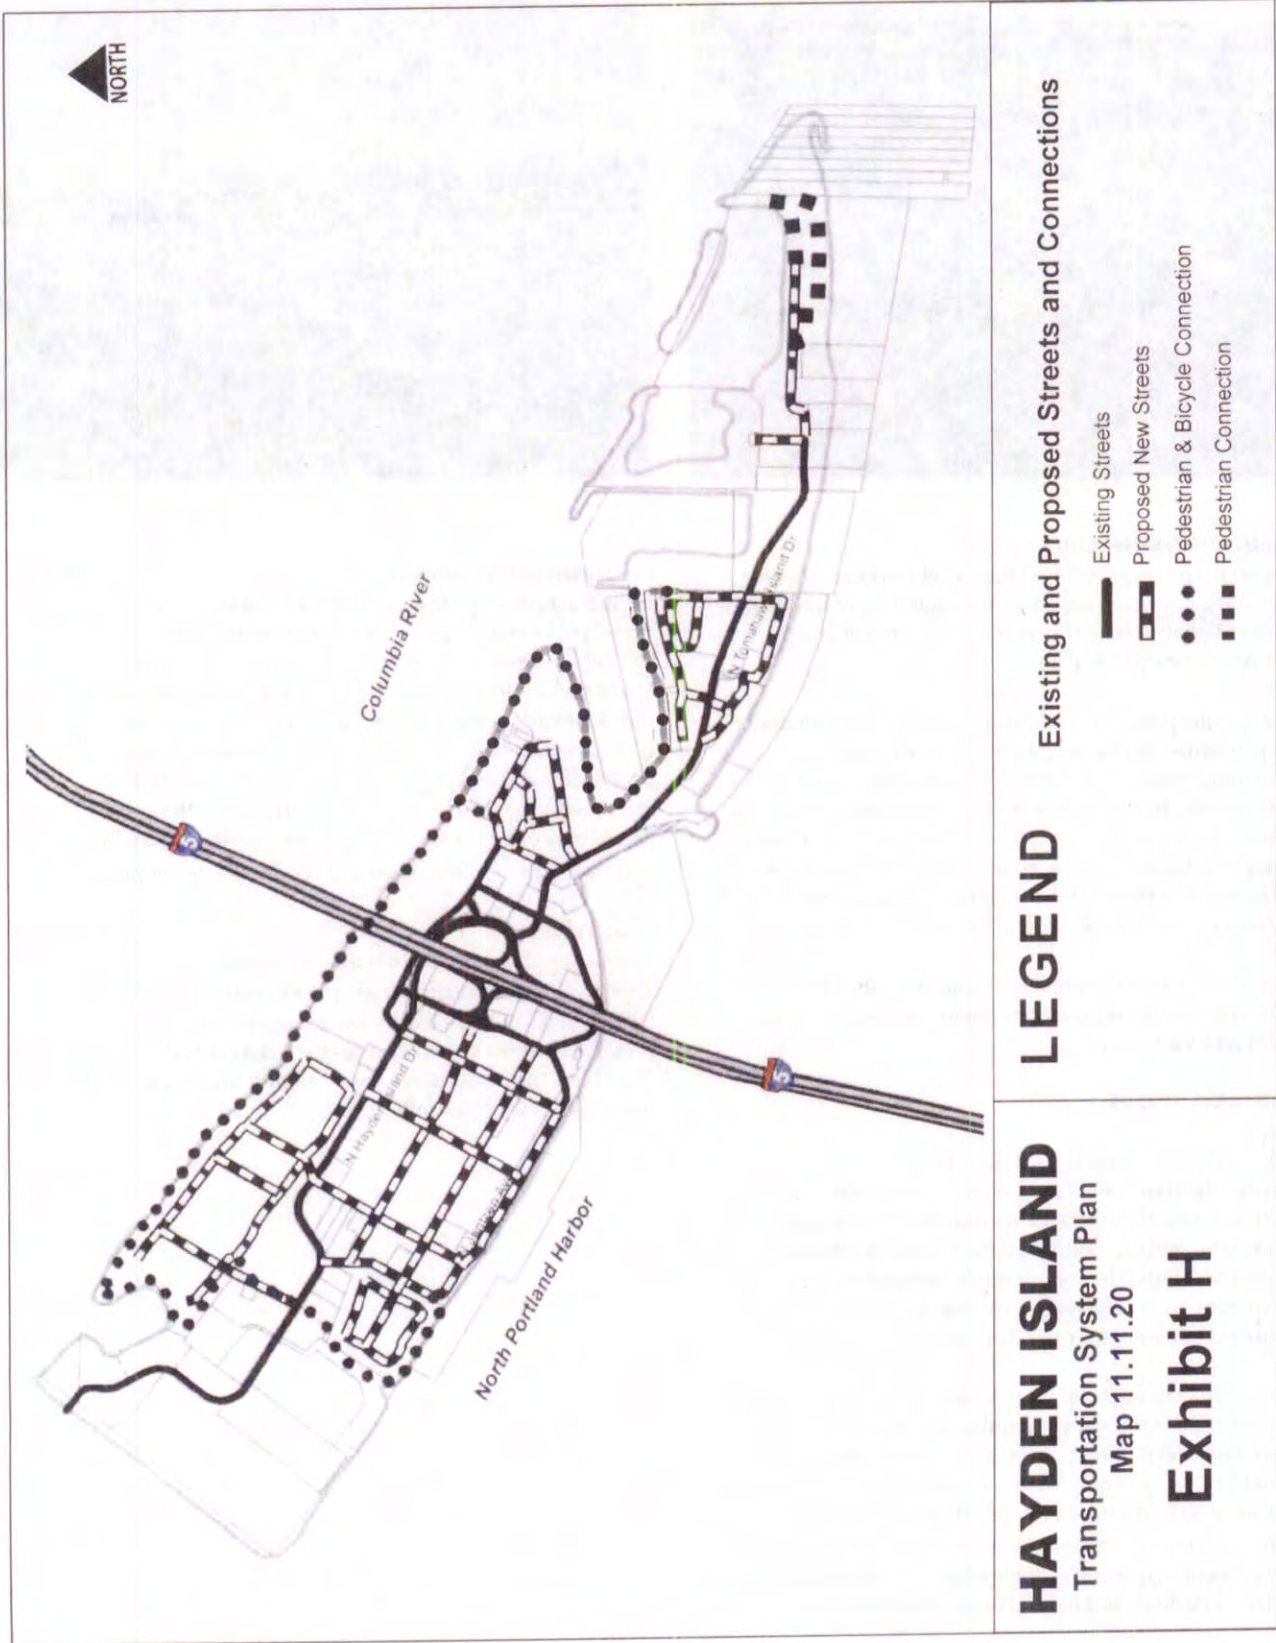 NORTH
Columbia River
5
N Hayden Island Dr
N Tomahawk Island Dr
5
North Portland Harbor
HAYDEN ISLAND
Transportation System Plan
Map 11.11.20
Exhibit H
LEGEND
Existing and Proposed Streets and Connections
Existing Streets
Proposed New Streets
Pedestrian & Bicycle Connection
Pedestrian Connection